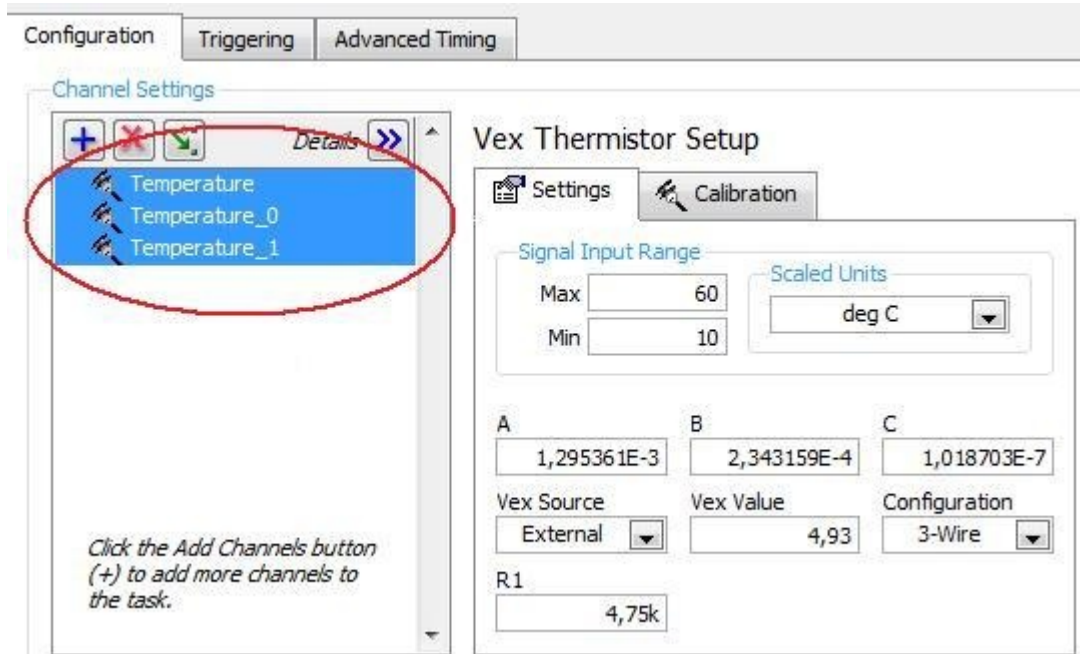 Configuration
Triggering
Advanced Timing
Channel Settings
Details
Temperature
Temperature_0
Temperature_1
Click the Add Channels button
(+) to add more channels to
the task.
Vex Thermistor Setup
Settings
Calibration
Signal Input Range
Max 60
Min 10
Scaled Units
deg C
A B C
1,295361E-3 2,343159E-4 1,018703E-7
Vex Source Vex Value Configuration
External 4,93 3-Wire
R1
4,75k